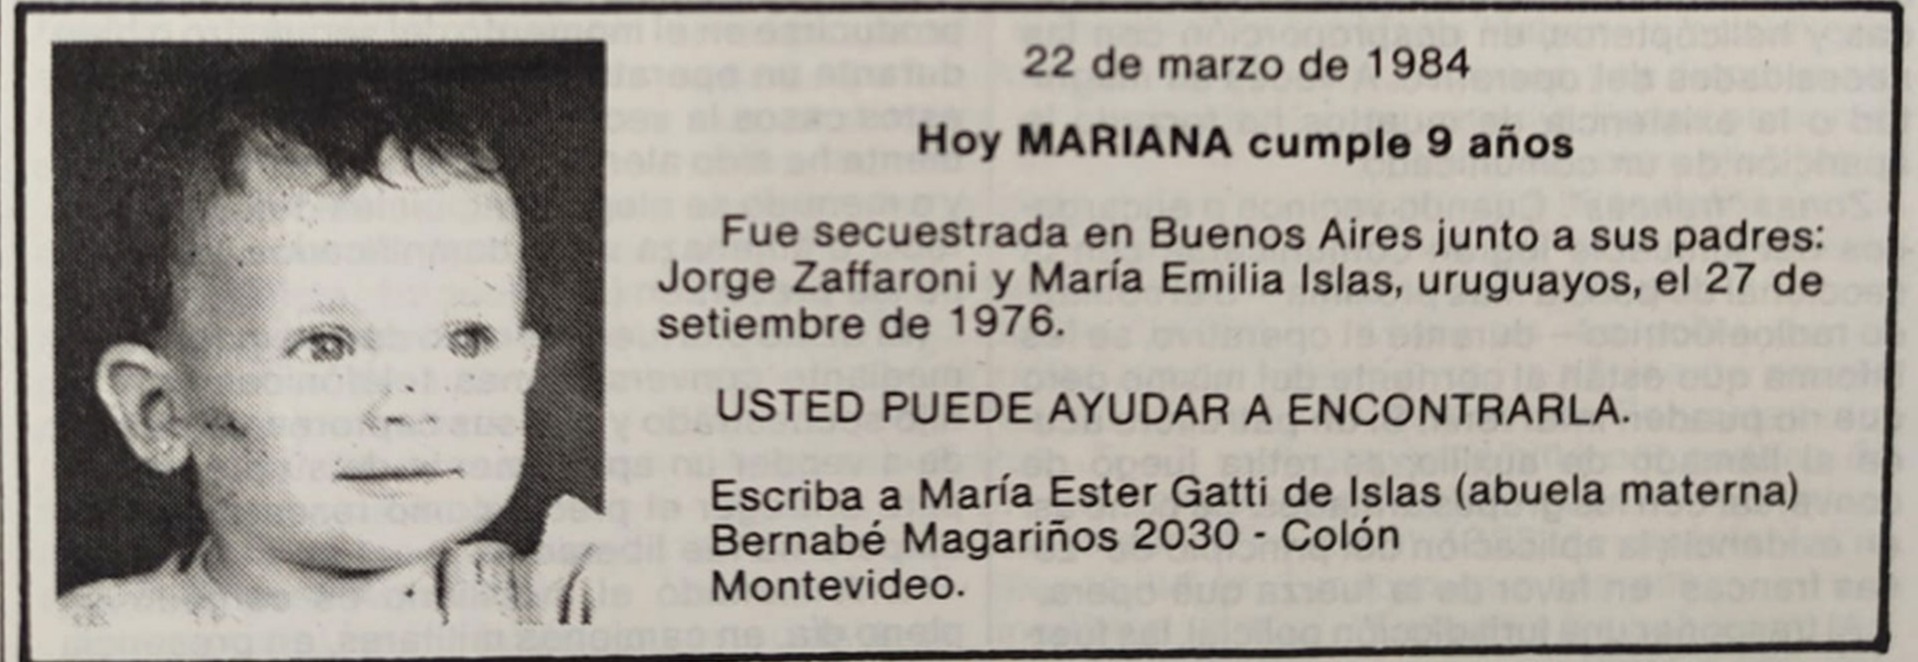 22 de marzo de 1984
Hoy MARIANA cumple 9 años
Fue secuestrada en Buenos Aires junto a sus padres:
Jorge Zaffaroni y María Emilia Islas, uruguayos, el 27 de
setiembre de 1976.
USTED PUEDE AYUDAR A ENCONTRARLA.
Escriba a María Ester Gatti de Islas (abuela materna)
Bernabé Magariños 2030 - Colón
Montevideo.